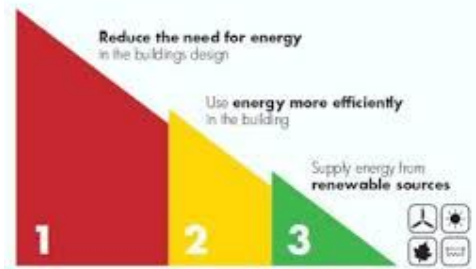 Reduce the need for energy
in the buildings design
Use energy more efficiently
in the building
Supply energy from
renewable sources
1
2
3